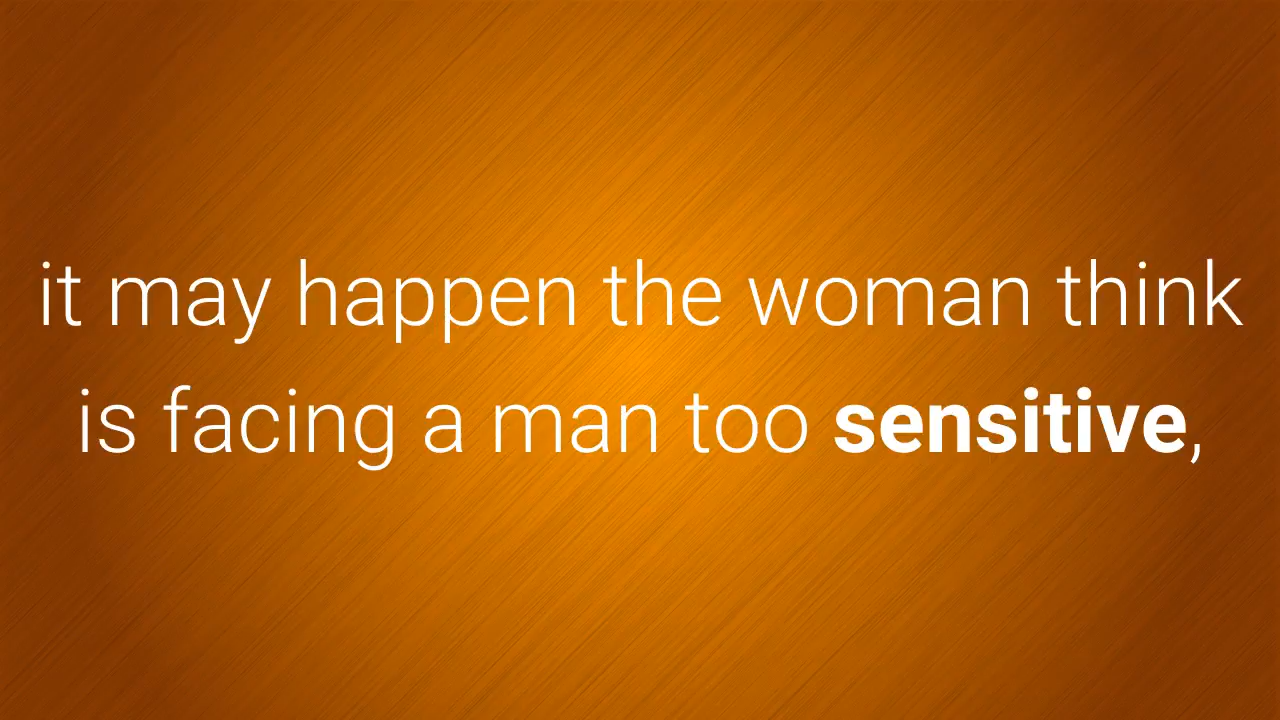 it may happen the woman think
is facing a man too sensitive,